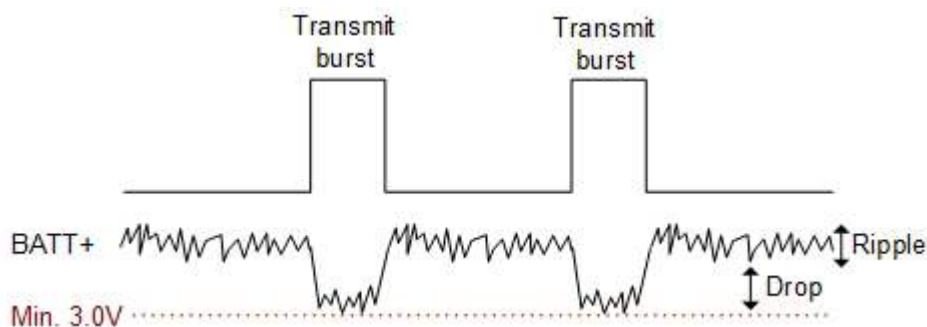 Transmit
burst
Transmit
burst
BATT+
Ripple
Drop
Min. 3.0V